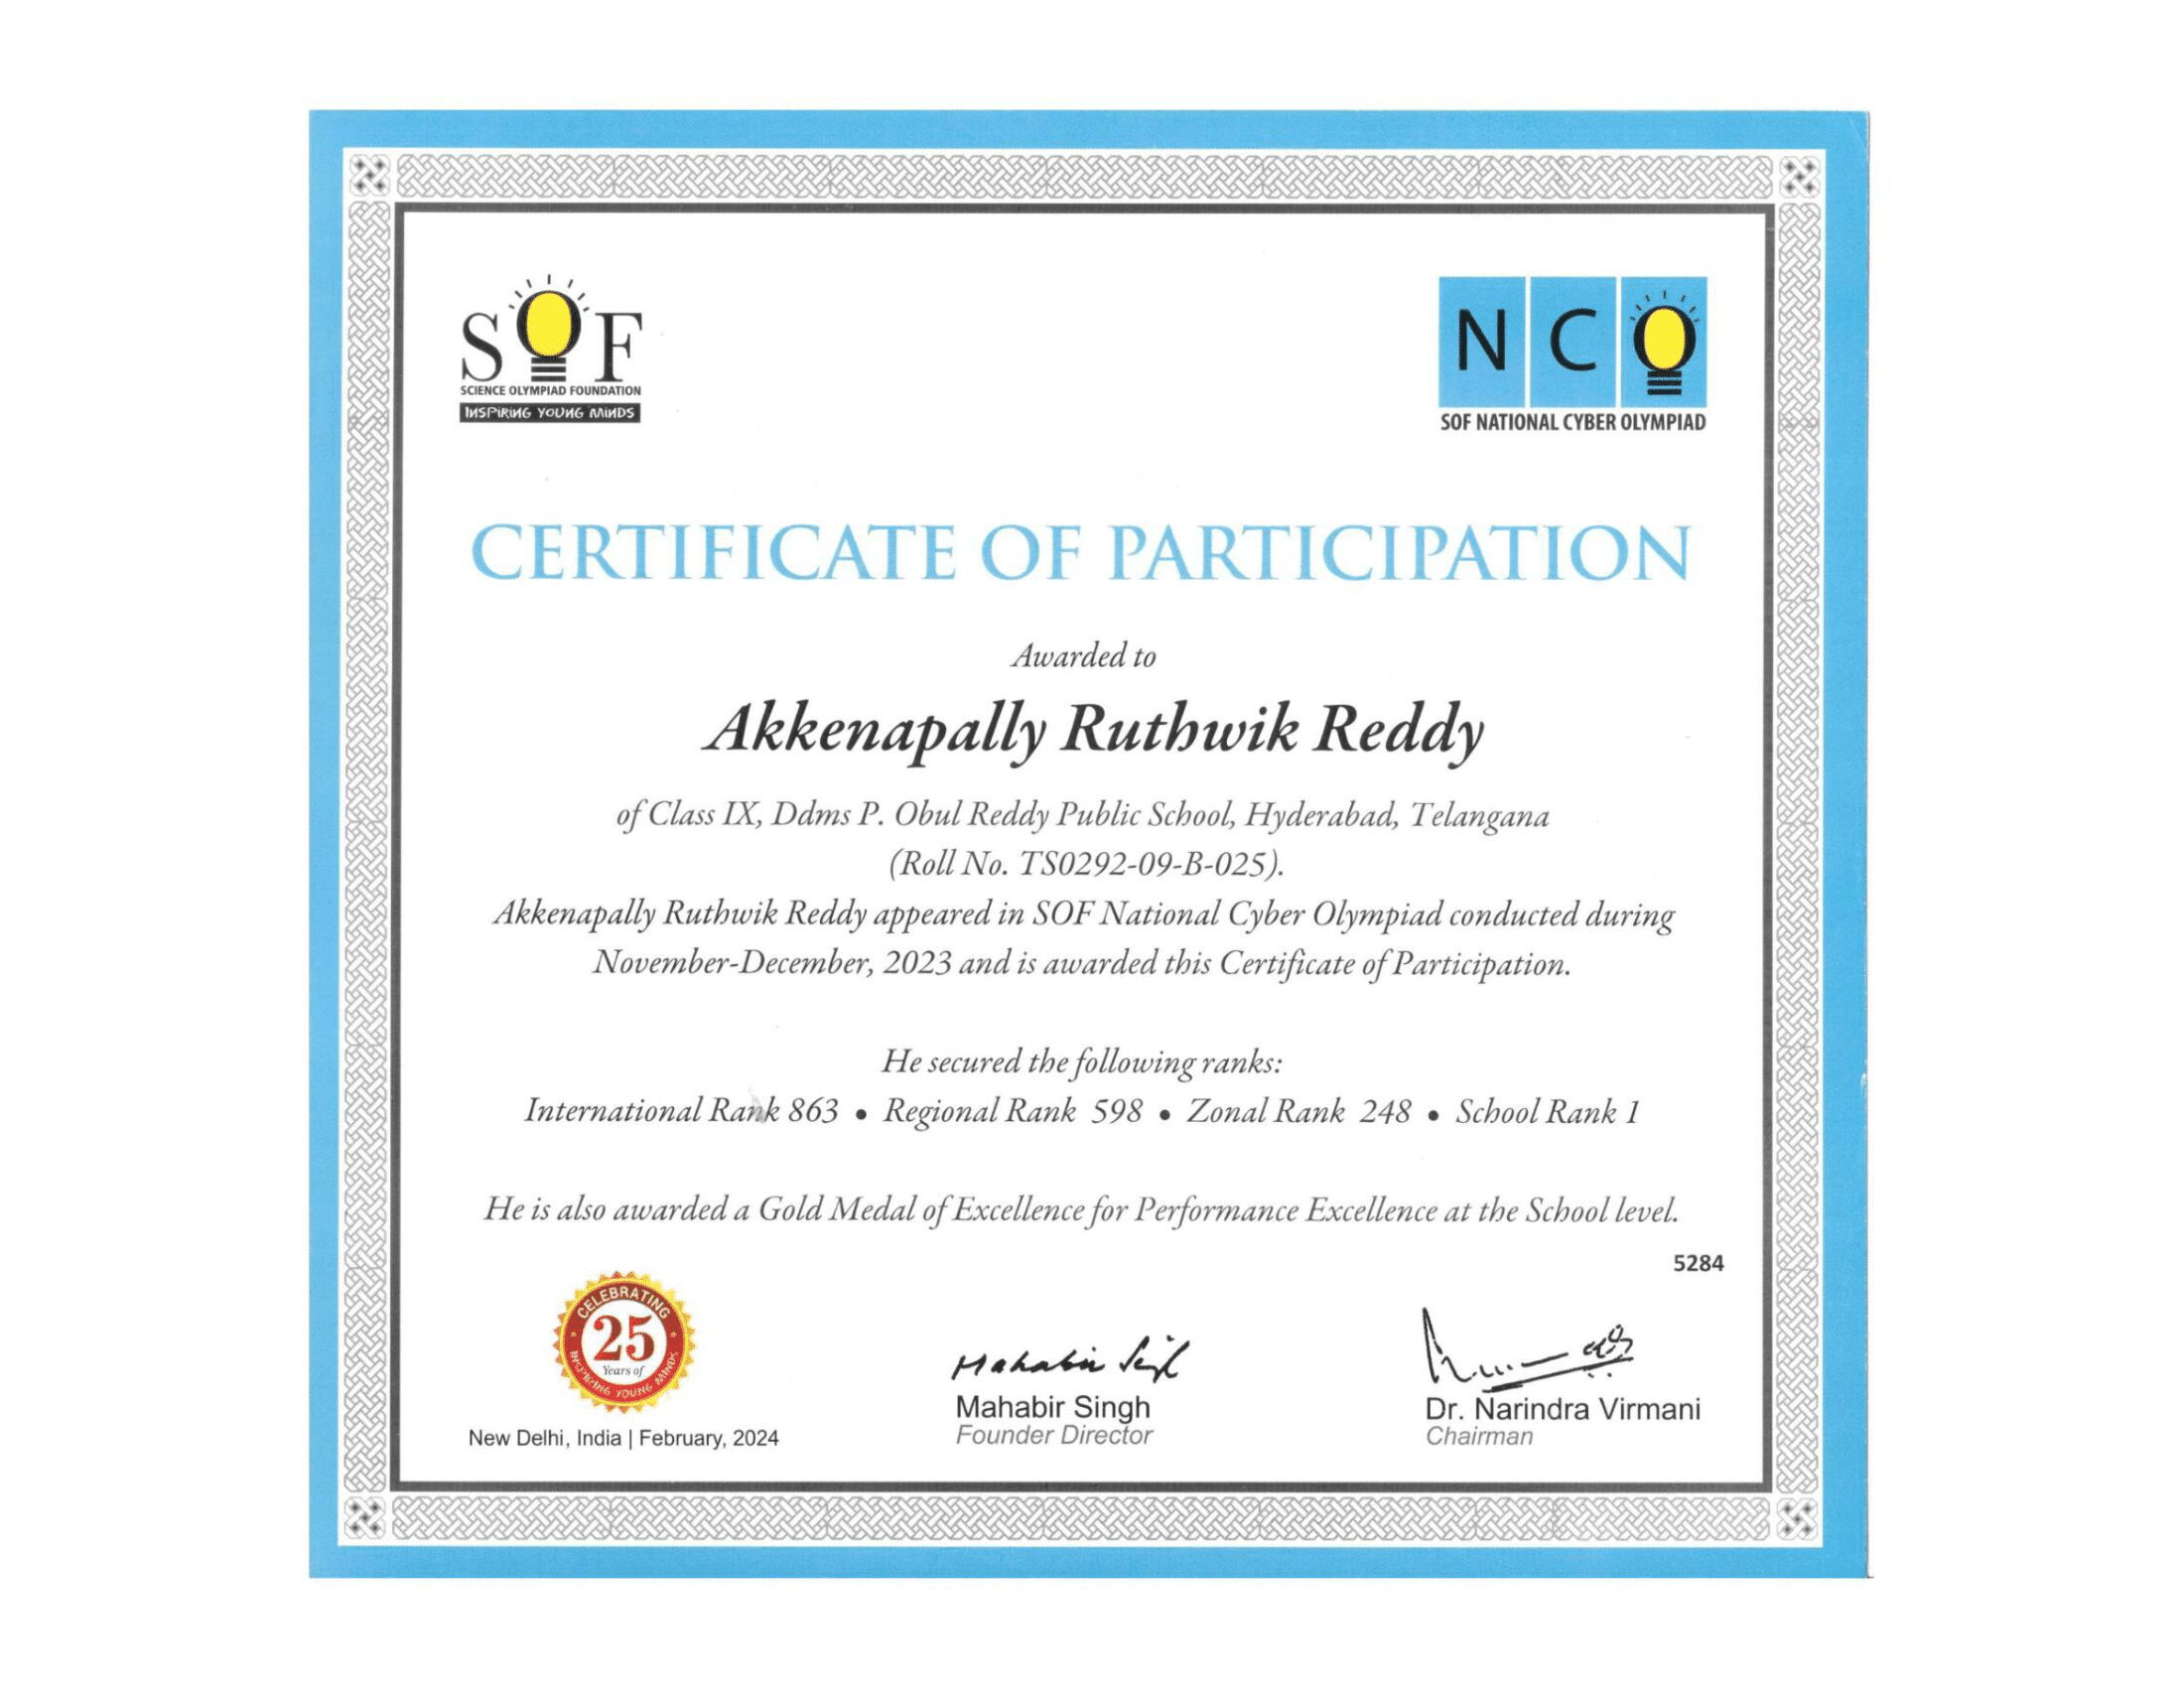 SOF
SCIENCE OLYMPIAD FOUNDATION
INSPIRING YOUNG MINDS
NCO
SOF NATIONAL CYBER OLYMPIAD
CERTIFICATE OF PARTICIPATION
Awarded to
Akkenapally Ruthwik Reddy
of Class IX, Ddms P. Obul Reddy Public School, Hyderabad, Telangana
(Roll No. TS0292-09-B-025).
Akkenapally Ruthwik Reddy appeared in SOF National Cyber Olympiad conducted during
November-December, 2023 and is awarded this Certificate of Participation.
He secured the following ranks:
International Rank 863 • Regional Rank 598 • Zonal Rank 248 • School Rank 1
He is also awarded a Gold Medal of Excellence for Performance Excellence at the School level.
5284
CELEBRATING
25
Years of
INSPIRING YOUNG MINDS
New Delhi, India | February, 2024
Mahabir Singh
Mahabir Singh
Founder Director
Dr. Narindra Virmani
Chairman